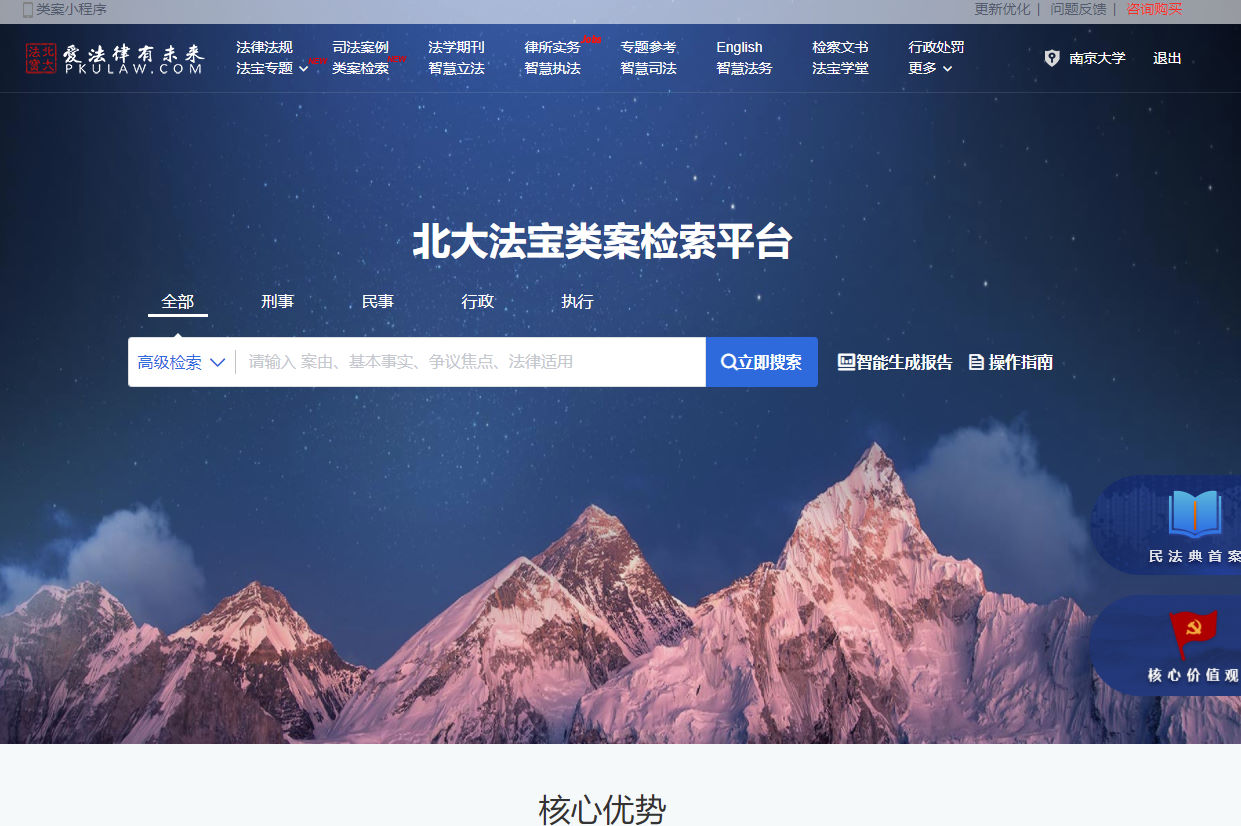 类案小程序
更新优化 | 问题反馈 | 咨询购买
北大法宝
爱法律有未来
PKULAW.COM
法律法规 司法案例 法学期刊 律所实务 专题参考 English 检察文书 行政处罚
法宝专题 类案检索 智慧立法 智慧执法 智慧司法 智慧法务 法宝学堂 更多
南京大学 退出
北大法宝类案检索平台
全部 刑事 民事 行政 执行
高级检索 请输入 案由、基本事实、争议焦点、法律适用 立即搜索 智能生成报告 操作指南
民法典首案
核心价值观
核心优势